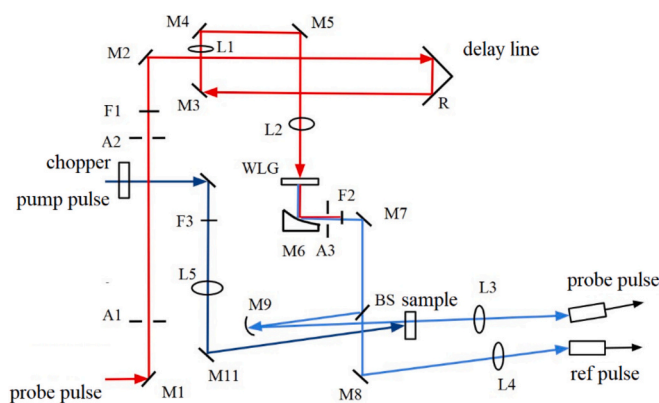 M4
M5
L1
M2
delay line
M3
R
F1
L2
A2
chopper
WLG
pump pulse
F2
M7
F3
M6
A3
L5
M9
BS
sample
L3
probe pulse
A1
M11
L4
ref pulse
probe pulse
M1
M8